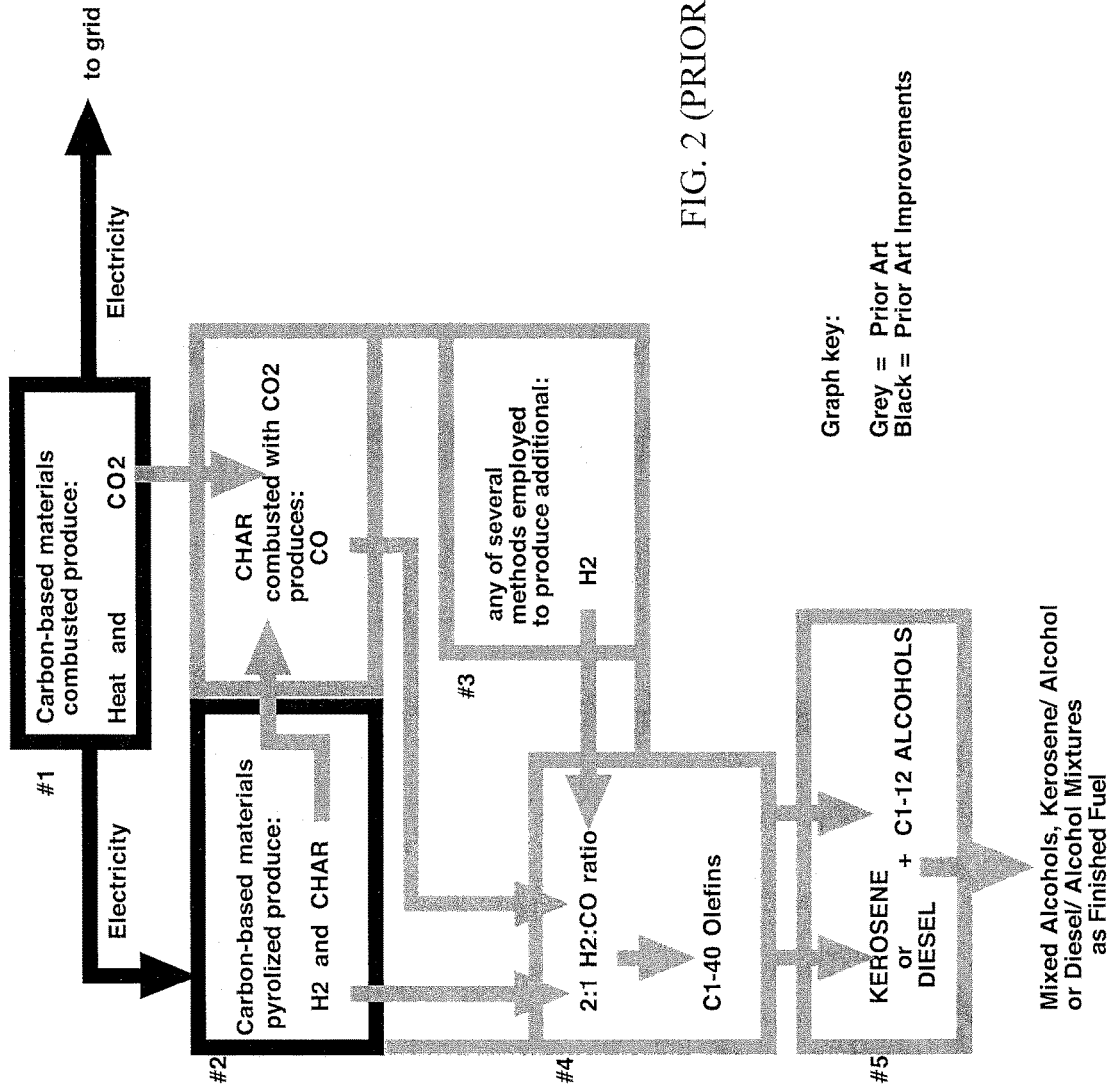 #1
Carbon-based materials
combusted produce:
Heat and CO2
Electricity
to grid
Electricity
#2
Carbon-based materials
pyrolized produce:
H2 and CHAR
CHAR
combusted with CO2
produces:
CO
#3
any of several
methods employed
to produce additional:
H2
#4
2:1 H2:CO ratio
C1-40 Olefins
#5
KEROSENE
or
DIESEL
+ C1-12 ALCOHOLS
Mixed Alcohols, Kerosene/ Alcohol
or Diesel/ Alcohol Mixtures
as Finished Fuel
Graph key:
Grey = Prior Art
Black = Prior Art Improvements
FIG. 2 (PRIOR